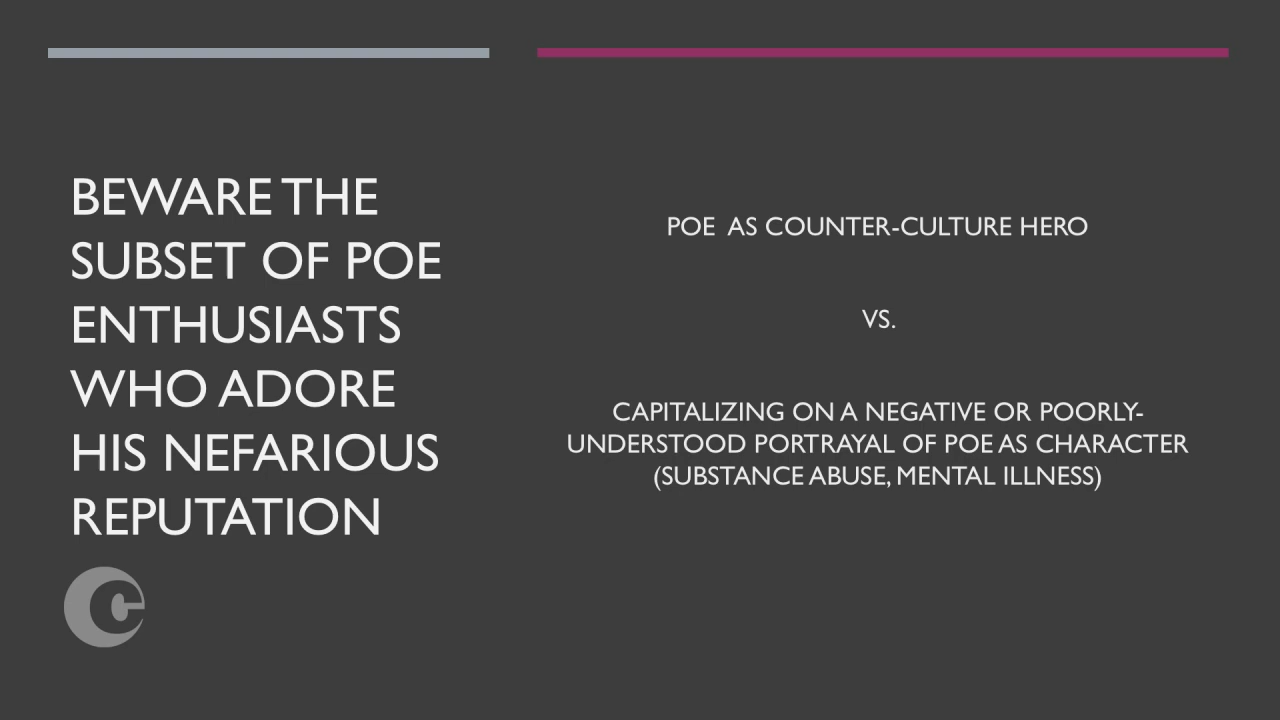 BEWARE THE
SUBSET OF POE
ENTHUSIASTS
WHO ADORE
HIS NEFARIOUS
REPUTATION
POE AS COUNTER-CULTURE HERO
VS.
CAPITALIZING ON A NEGATIVE OR POORLY-
UNDERSTOOD PORTRAYAL OF POE AS CHARACTER
(SUBSTANCE ABUSE, MENTAL ILLNESS)